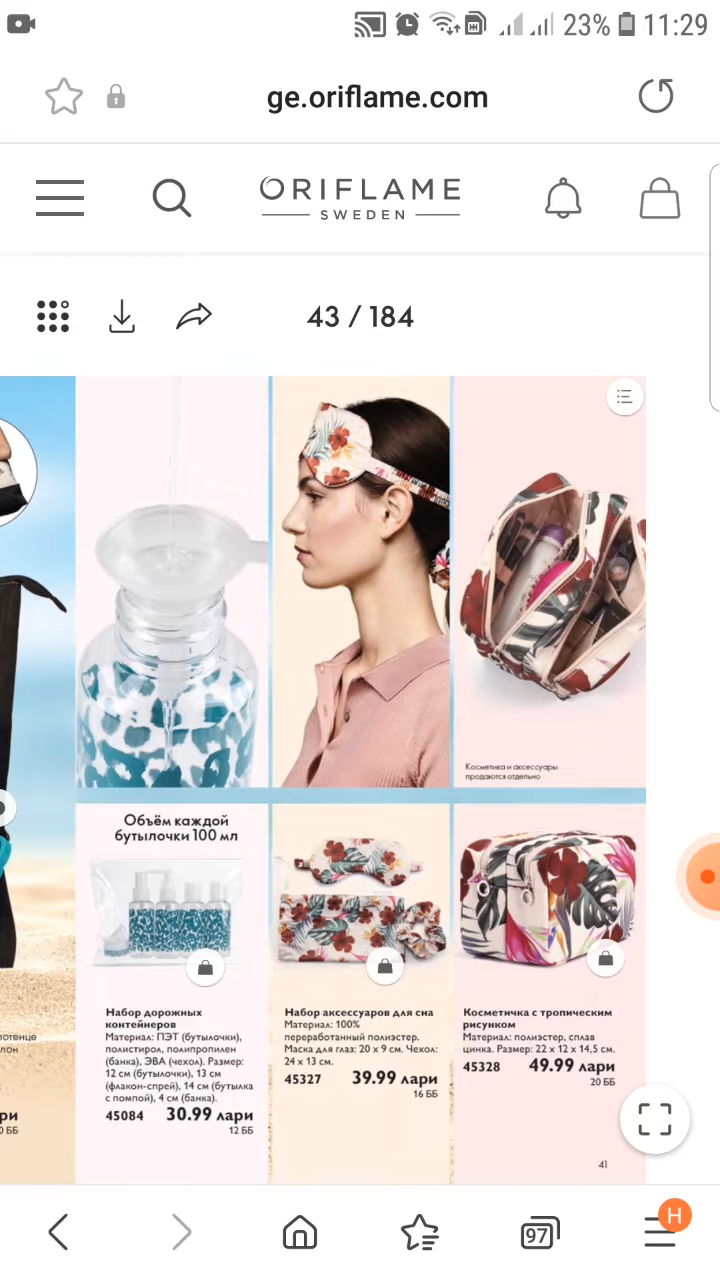 23% 11:29
ge.oriflame.com
ORIFLAME
SWEDEN
43 / 184
Косметика и аксессуары
продаются отдельно
Объём каждой
бутылочки 100 мл
Набор дорожных
контейнеров
Материал: ПЭТ (бутылочки),
полистирол, полипропилен
(банка), ЭВА (чехол). Размер:
12 см (бутылочки), 13 см
(флакон-спрей), 14 см (бутылка
с помпой), 4 см (банка).
45084 30.99 лари
12 ББ
Набор аксессуаров для сна
Материал: 100%
переработанный полиэстер.
Маска для глаз: 20 x 9 см. Чехол:
24 x 13 см.
45327 39.99 лари
16 ББ
Косметичка с тропическим
рисунком
Материал: полиэстер, сплав
цинка. Размер: 22 x 12 x 14,5 см.
45328 49.99 лари
20 ББ
41
97
H